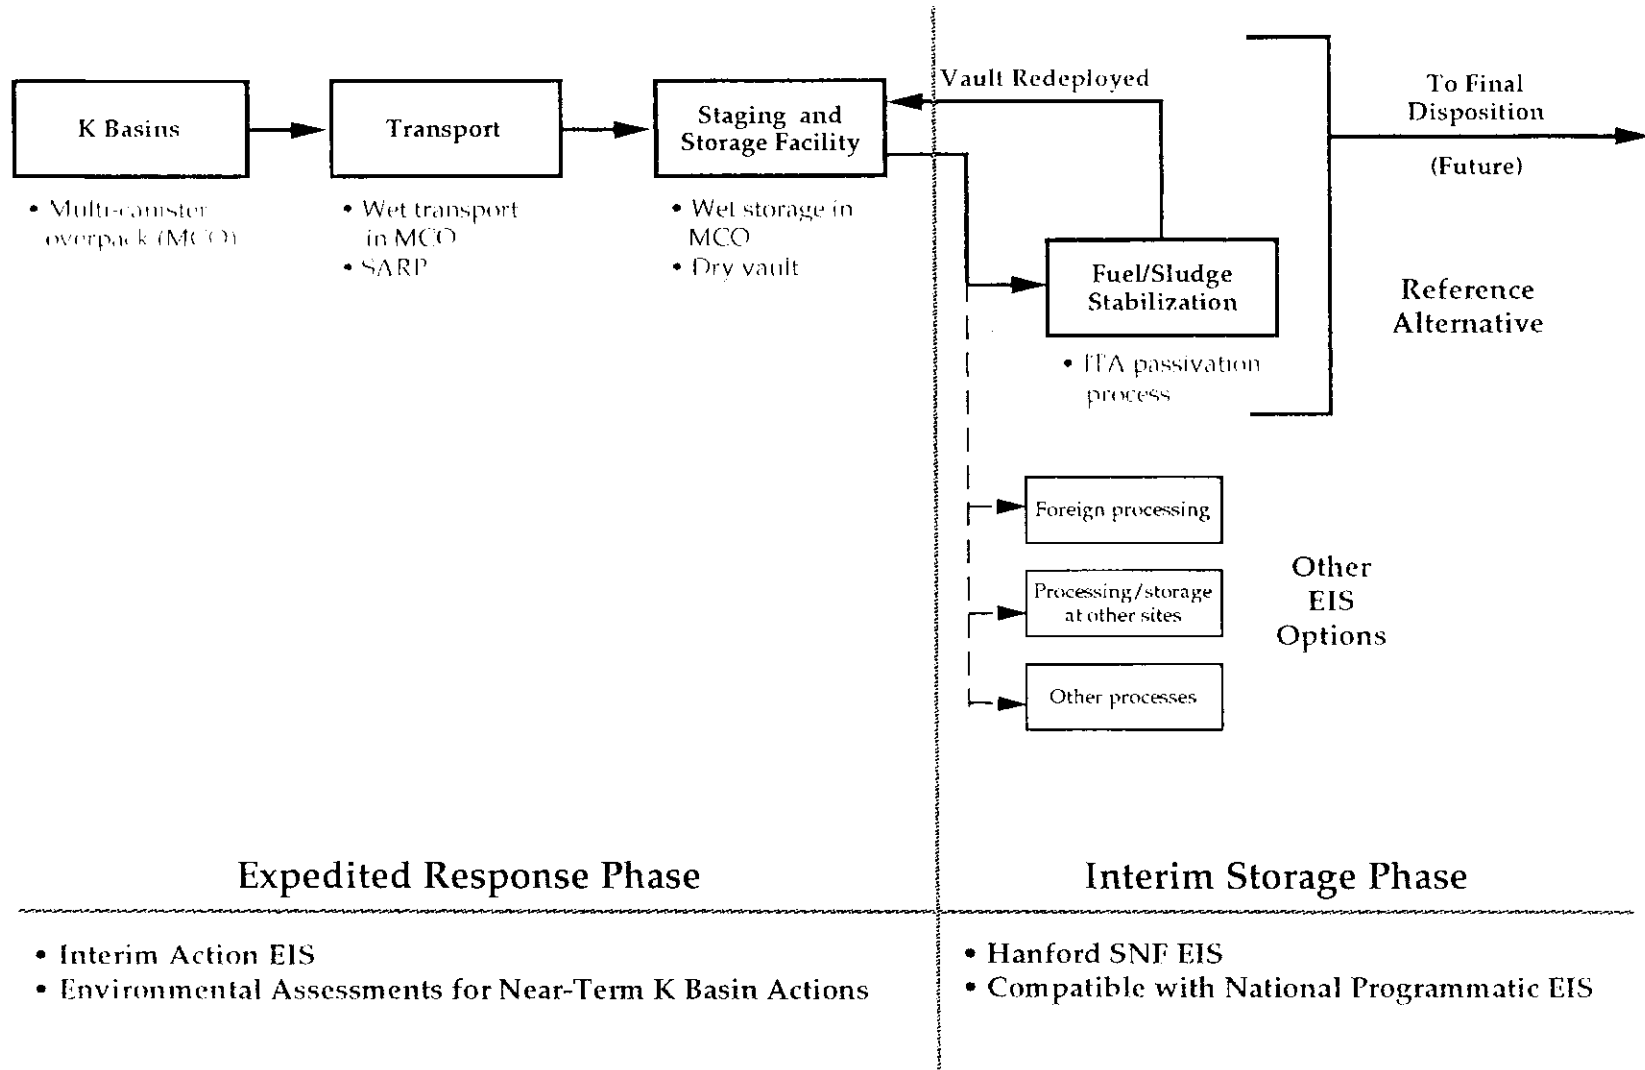 K Basins
• Multi-canister
overpack (MCO)
Transport
• Wet transport
in MCO
• SARP
Staging and
Storage Facility
• Wet storage in
MCO
• Dry vault
Vault Redeployed
Fuel/Sludge
Stabilization
• ITA passivation
process
To Final
Disposition
(Future)
Reference
Alternative
Foreign processing
Processing/storage
at other sites
Other processes
Other
EIS
Options
Expedited Response Phase
• Interim Action EIS
• Environmental Assessments for Near-Term K Basin Actions
Interim Storage Phase
• Hanford SNF EIS
• Compatible with National Programmatic EIS